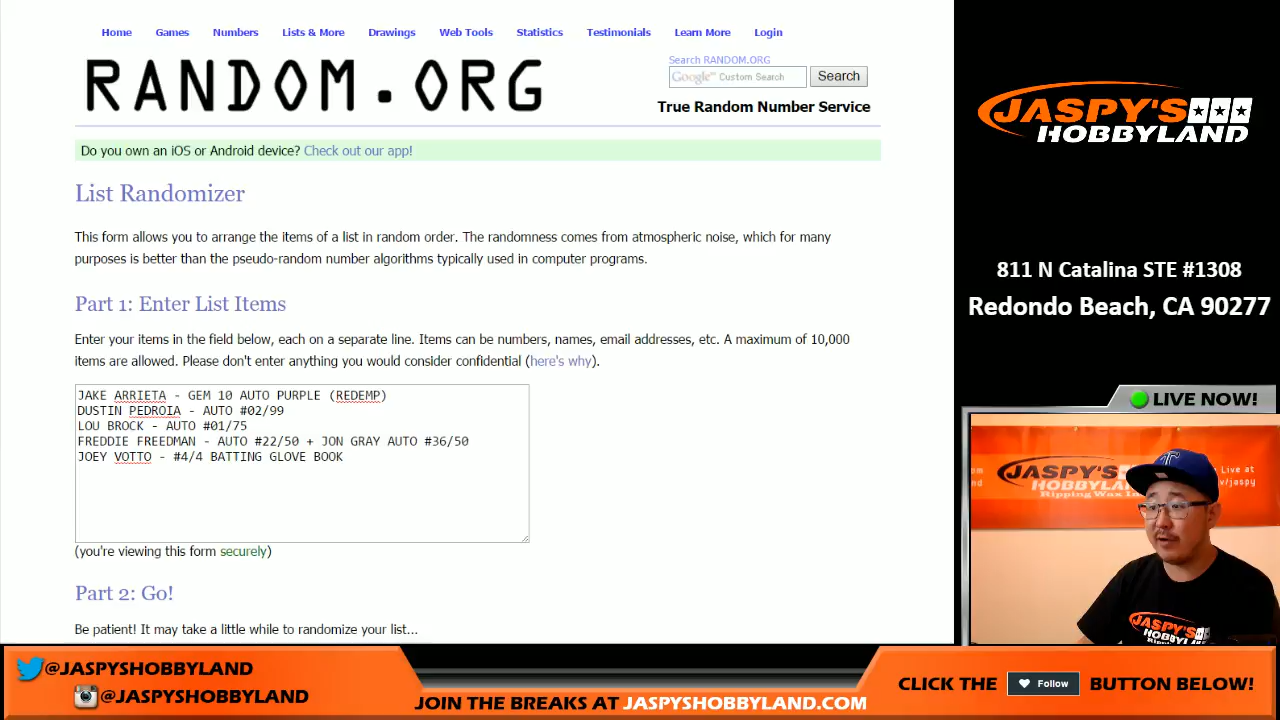 Home Games Numbers Lists & More Drawings Web Tools Statistics Testimonials Learn More Login
RANDOM.ORG
Search RANDOM.ORG
Google™ Custom Search Search
True Random Number Service
Do you own an iOS or Android device? Check out our app!
List Randomizer
This form allows you to arrange the items of a list in random order. The randomness comes from atmospheric noise, which for many
purposes is better than the pseudo-random number algorithms typically used in computer programs.
Part 1: Enter List Items
Enter your items in the field below, each on a separate line. Items can be numbers, names, email addresses, etc. A maximum of 10,000
items are allowed. Please don't enter anything you would consider confidential (here's why).
JAKE ARRIETA - GEM 10 AUTO PURPLE (REDEMP)
DUSTIN PEDROIA - AUTO #02/99
LOU BROCK - AUTO #01/75
FREDDIE FREEDMAN - AUTO #22/50 + JON GRAY AUTO #36/50
JOEY VOTTO - #4/4 BATTING GLOVE BOOK
(you're viewing this form securely)
Part 2: Go!
Be patient! It may take a little while to randomize your list...
JASPY'S
HOBBYLAND
811 N Catalina STE #1308
Redondo Beach, CA 90277
LIVE NOW!
JASPY'S
HOBBYLAND
Ripping Wax
Live at
/jaspy
JASPY'S
HOBBYLAND
@JASPYSHOBBYLAND
@JASPYSHOBBYLAND
JOIN THE BREAKS AT JASPYSHOBBYLAND.COM
CLICK THE Follow BUTTON BELOW!